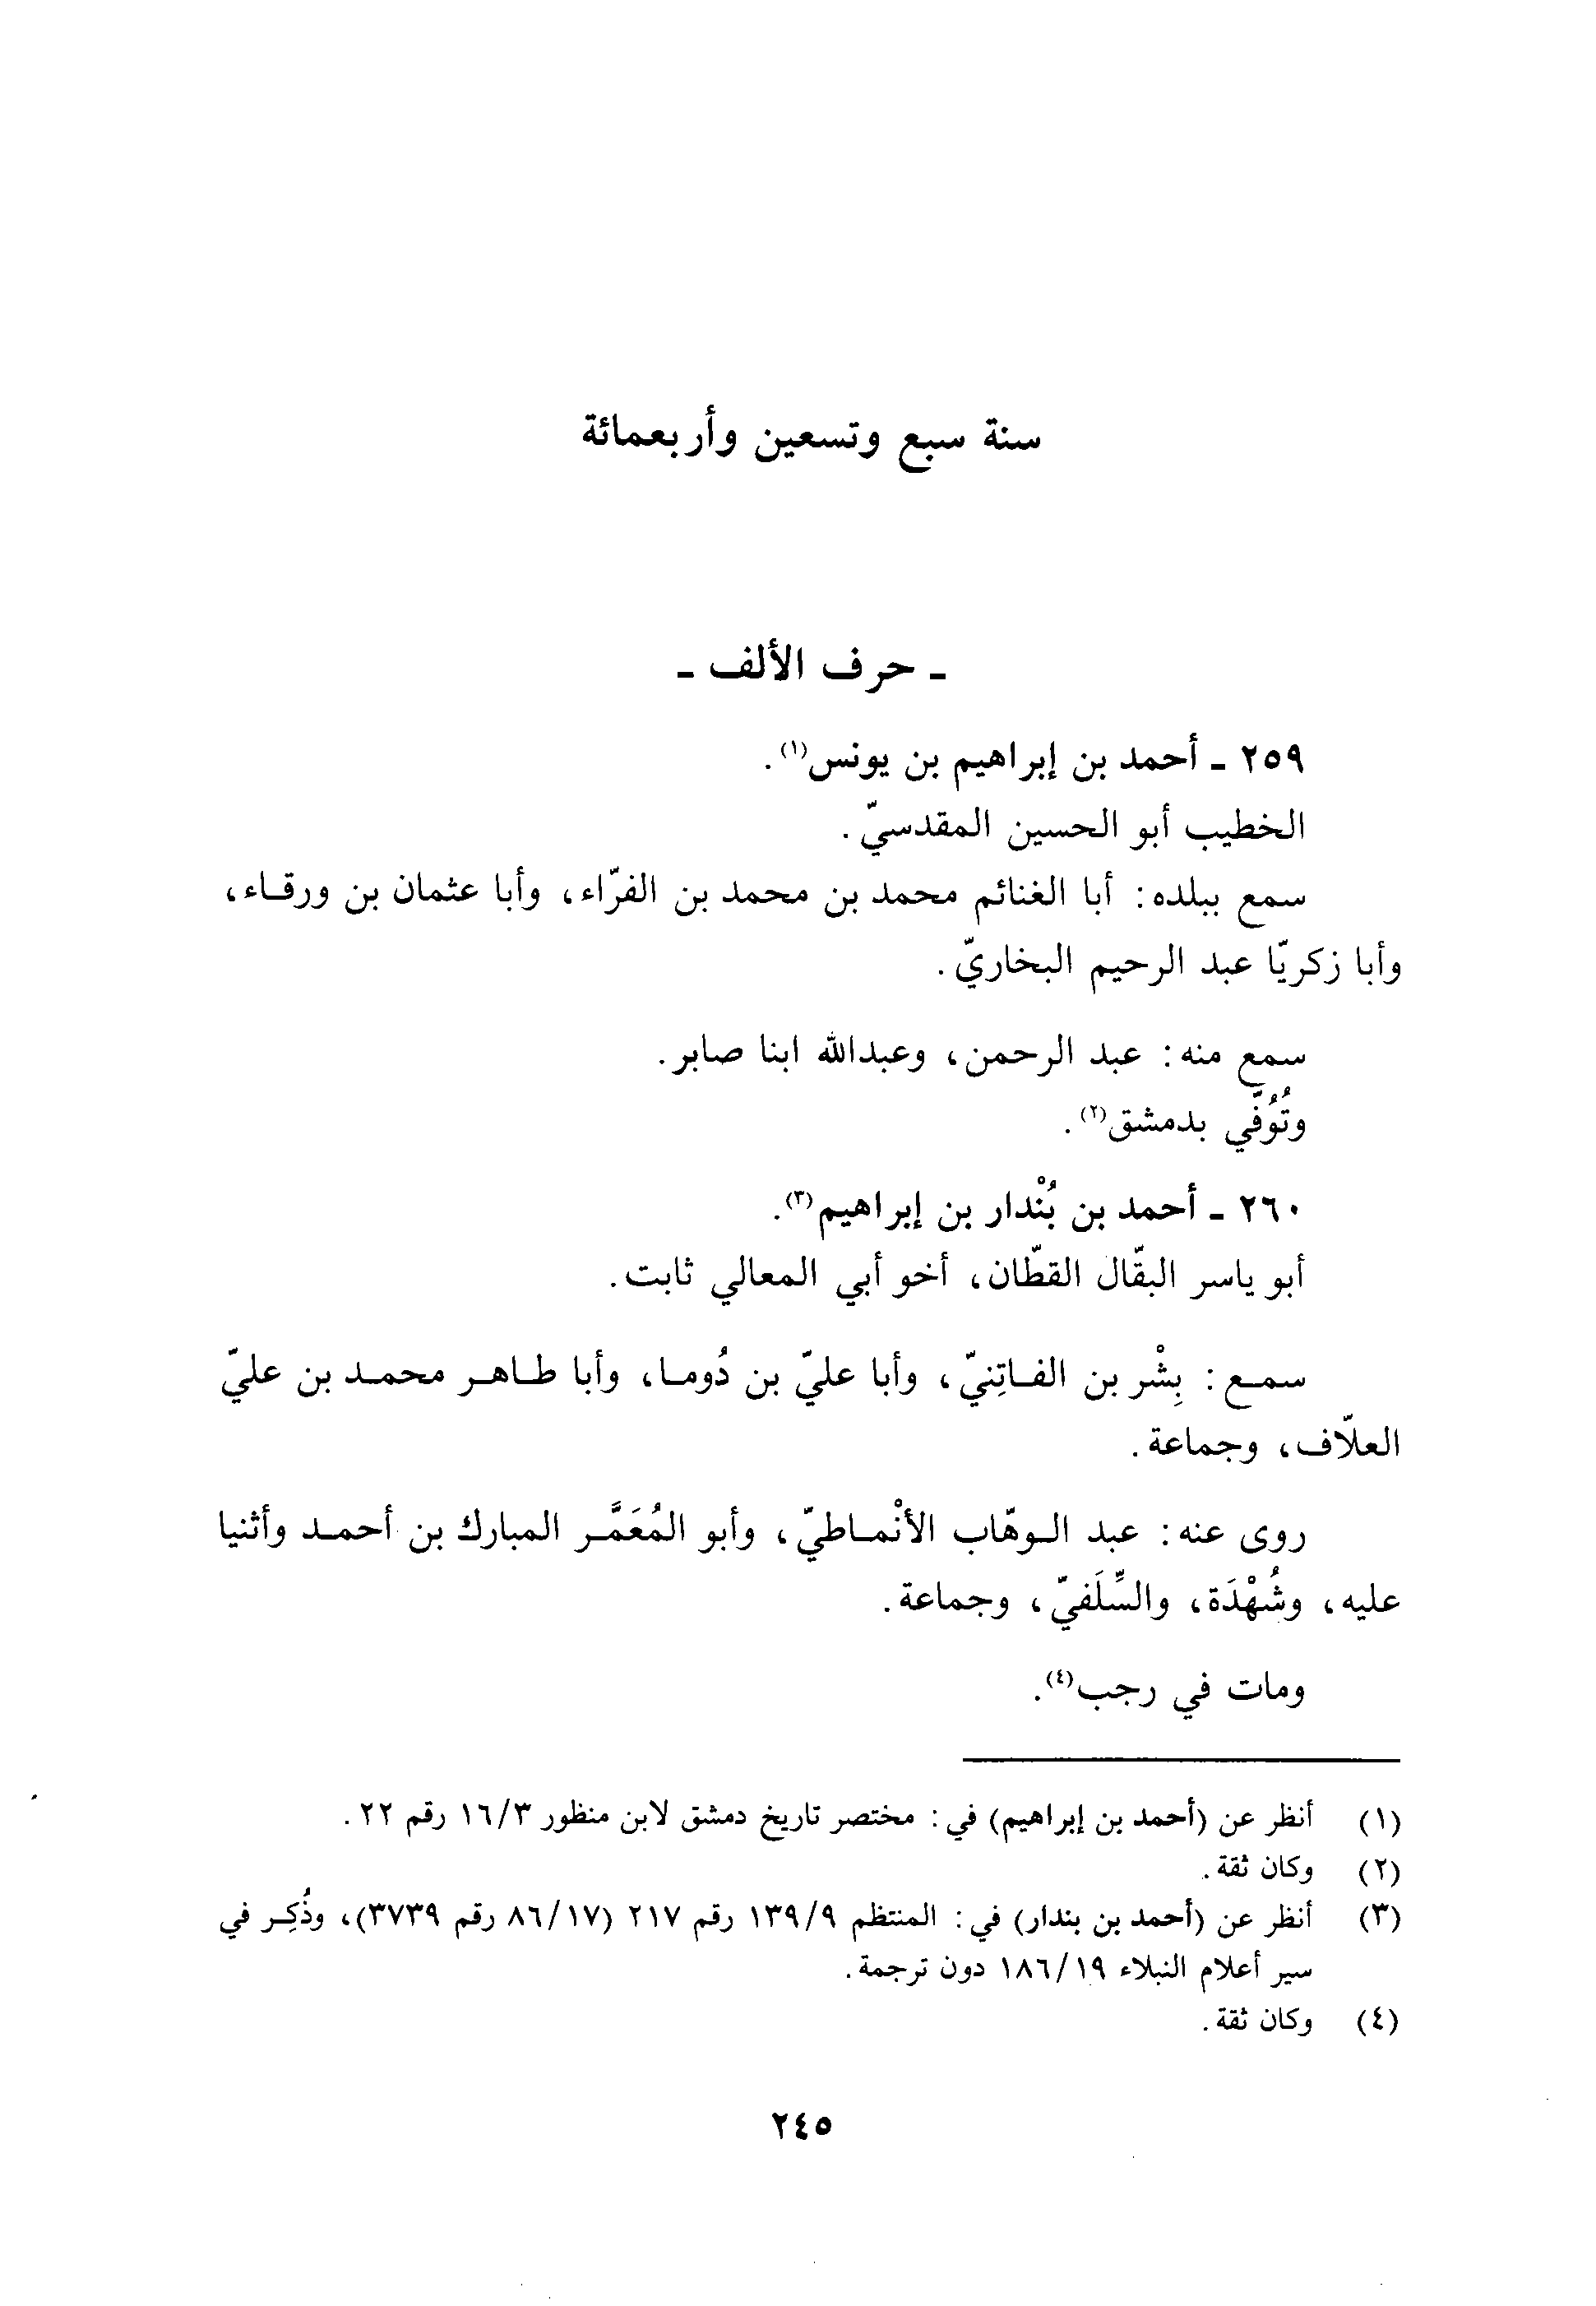 سنة سبع وتسعين وأربعمائة
- حرف الألف -
٢٥٩ - أحمد بن إبراهيم بن يونس(١).
الخطيب أبو الحسين المقدسيّ.
سمع ببلده: أبا الغنائم محمد بن محمد بن الفرّاء، وأبا عثمان بن ورقاء،
وأبا زكريّا عبد الرحيم البخاريّ.
سمع منه: عبد الرحمن، وعبدالله ابنا صابر.
وتُوُفّي بدمشق(٢).
٢٦٠ - أحمد بن بُنْدار بن إبراهيم(٣).
أبو ياسر البقّال القطّان، أخو أبي المعالي ثابت.
سمع: بِشْر بن الفاتِنيّ، وأبا عليّ بن دُوما، وأبا طاهر محمد بن عليّ
العلّاف، وجماعة.
روى عنه: عبد الوهّاب الأنْماطيّ، وأبو المُعَمَّر المبارك بن أحمد وأثنيا
عليه، وشُهْدَة، والسِّلَفيّ، وجماعة.
ومات في رجب(٤).
(١) أنظر عن (أحمد بن إبراهيم) في: مختصر تاريخ دمشق لابن منظور ١٦/٣ رقم ٢٢.
(٢) وكان ثقة.
(٣) أنظر عن (أحمد بن بندار) في: المنتظم ١٣٩/٩ رقم ٢١٧ (٨٦/١٧ رقم ٣٧٣٩)، وذُكِر في
سير أعلام النبلاء ١٨٦/١٩ دون ترجمة.
(٤) وكان ثقة.
٢٤٥